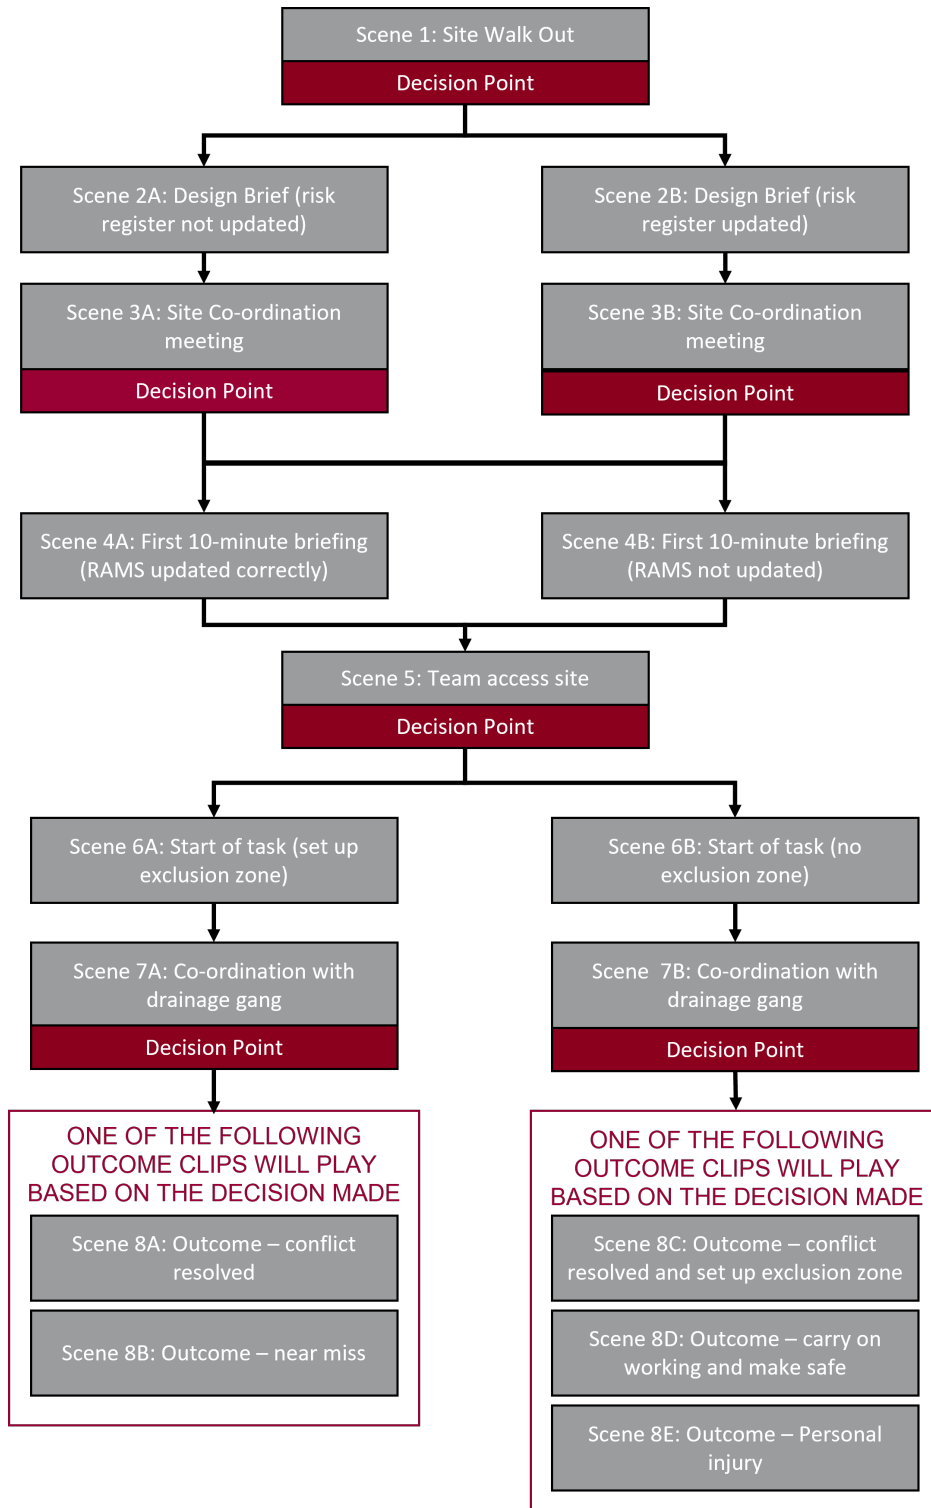 Scene 1: Site Walk Out
Decision Point
Scene 2A: Design Brief (risk
register not updated)
Scene 2B: Design Brief (risk
register updated)
Scene 3A: Site Co-ordination
meeting
Decision Point
Scene 3B: Site Co-ordination
meeting
Decision Point
Scene 4A: First 10-minute briefing
(RAMS updated correctly)
Scene 4B: First 10-minute briefing
(RAMS not updated)
Scene 5: Team access site
Decision Point
Scene 6A: Start of task (set up
exclusion zone)
Scene 6B: Start of task (no
exclusion zone)
Scene 7A: Co-ordination with
drainage gang
Decision Point
Scene  7B: Co-ordination with
drainage gang
Decision Point
ONE OF THE FOLLOWING
OUTCOME CLIPS WILL PLAY
BASED ON THE DECISION MADE
Scene 8A: Outcome – conflict
resolved
Scene 8B: Outcome – near miss
ONE OF THE FOLLOWING
OUTCOME CLIPS WILL PLAY
BASED ON THE DECISION MADE
Scene 8C: Outcome – conflict
resolved and set up exclusion zone
Scene 8D: Outcome – carry on
working and make safe
Scene 8E: Outcome – Personal
injury